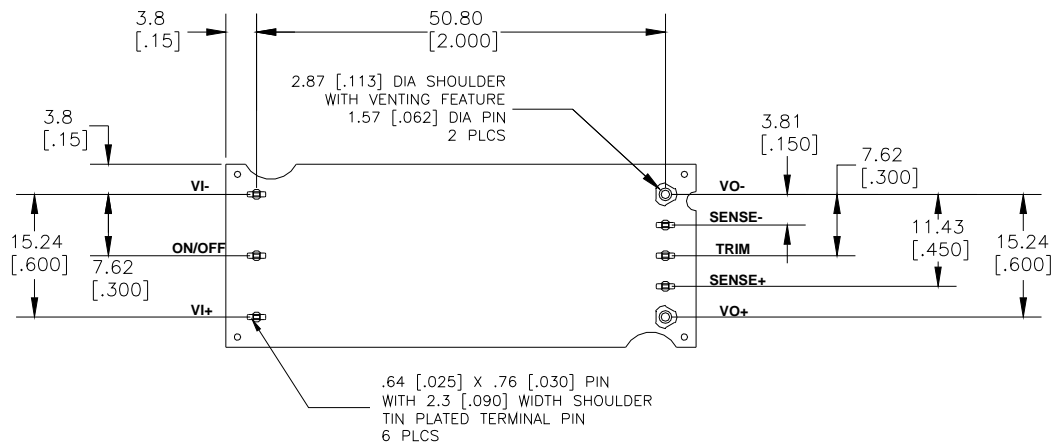 3.8
[.15]
50.80
[2.000]
2.87 [.113] DIA SHOULDER
WITH VENTING FEATURE
1.57 [.062] DIA PIN
2 PLCS
3.8
[.15]
3.81
[.150]
7.62
[.300]
VI-
VO-
SENSE-
15.24
[.600]
ON/OFF
7.62
[.300]
TRIM
11.43
[.450]
15.24
[.600]
SENSE+
VI+
VO+
.64 [.025] X .76 [.030] PIN
WITH 2.3 [.090] WIDTH SHOULDER
TIN PLATED TERMINAL PIN
6 PLCS